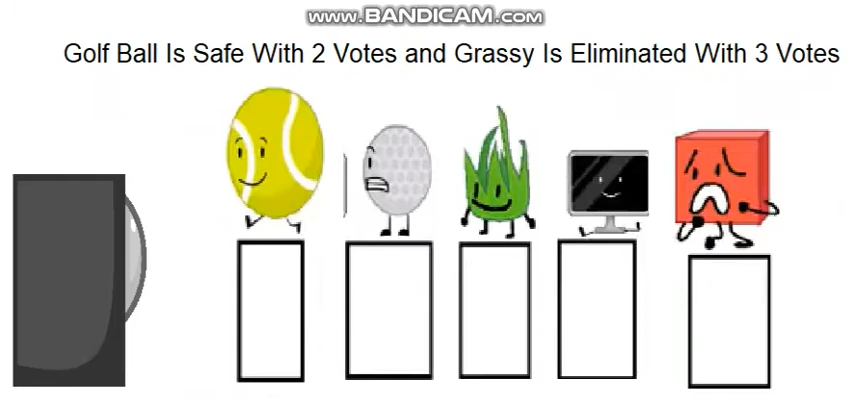 www.BANDICAM.com
Golf Ball Is Safe With 2 Votes and Grassy Is Eliminated With 3 Votes